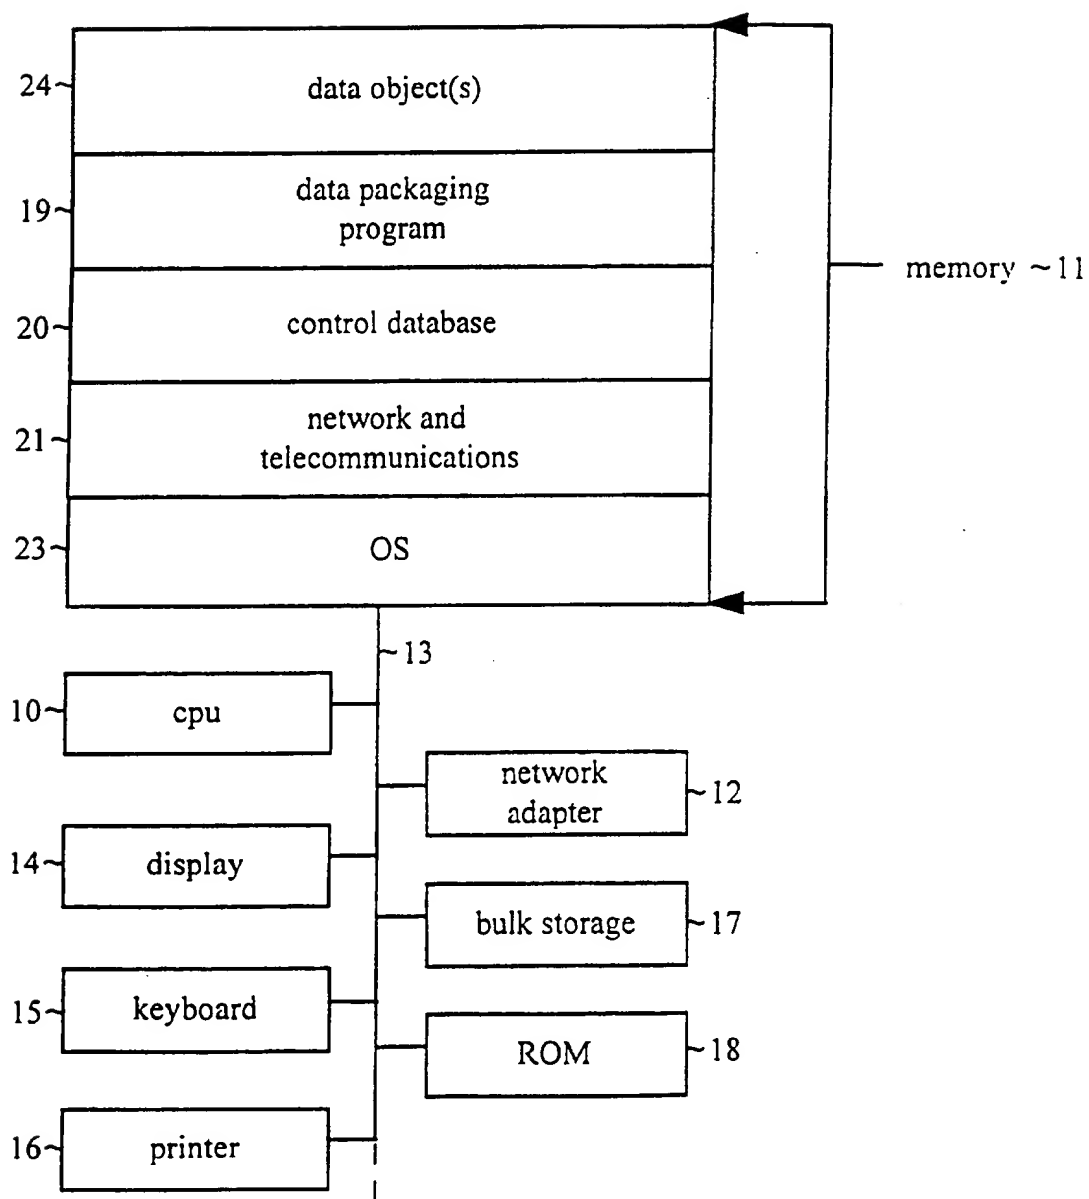 24~ data object(s)
19~ data packaging
program
memory ~11
20~ control database
21~ network and
telecommunications
23~ OS
~13
10~ cpu
network
adapter ~12
14~ display
bulk storage ~17
15~ keyboard
ROM ~18
16~ printer